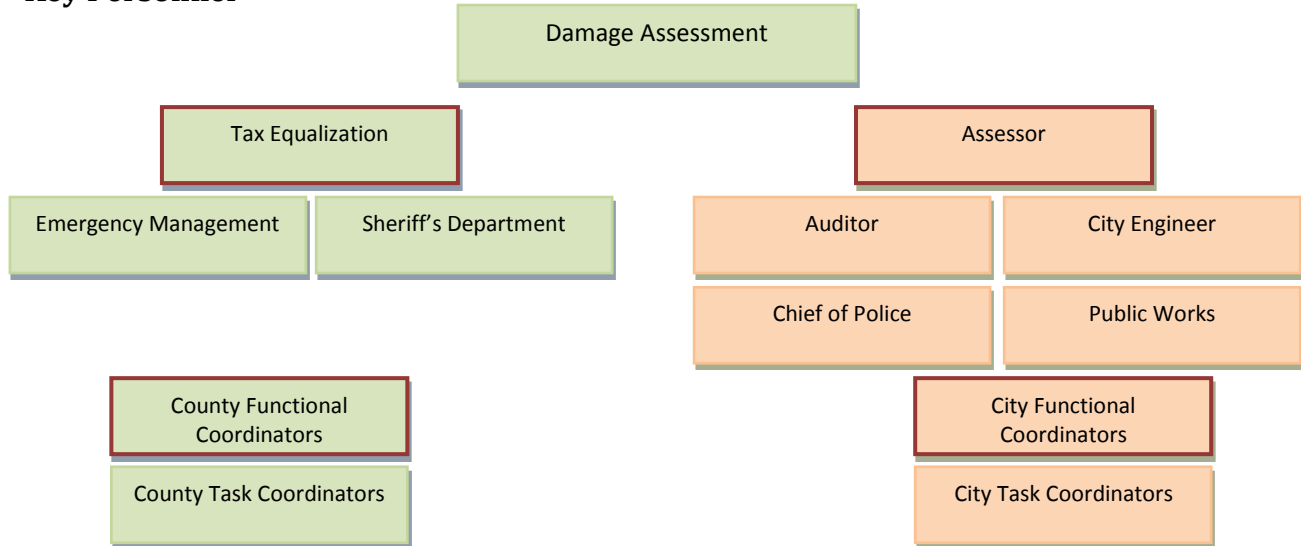 Key Personnel
Damage Assessment
Tax Equalization
Assessor
Emergency Management
Sheriff’s Department
Auditor
City Engineer
Chief of Police
Public Works
County Functional
Coordinators
City Functional
Coordinators
County Task Coordinators
City Task Coordinators